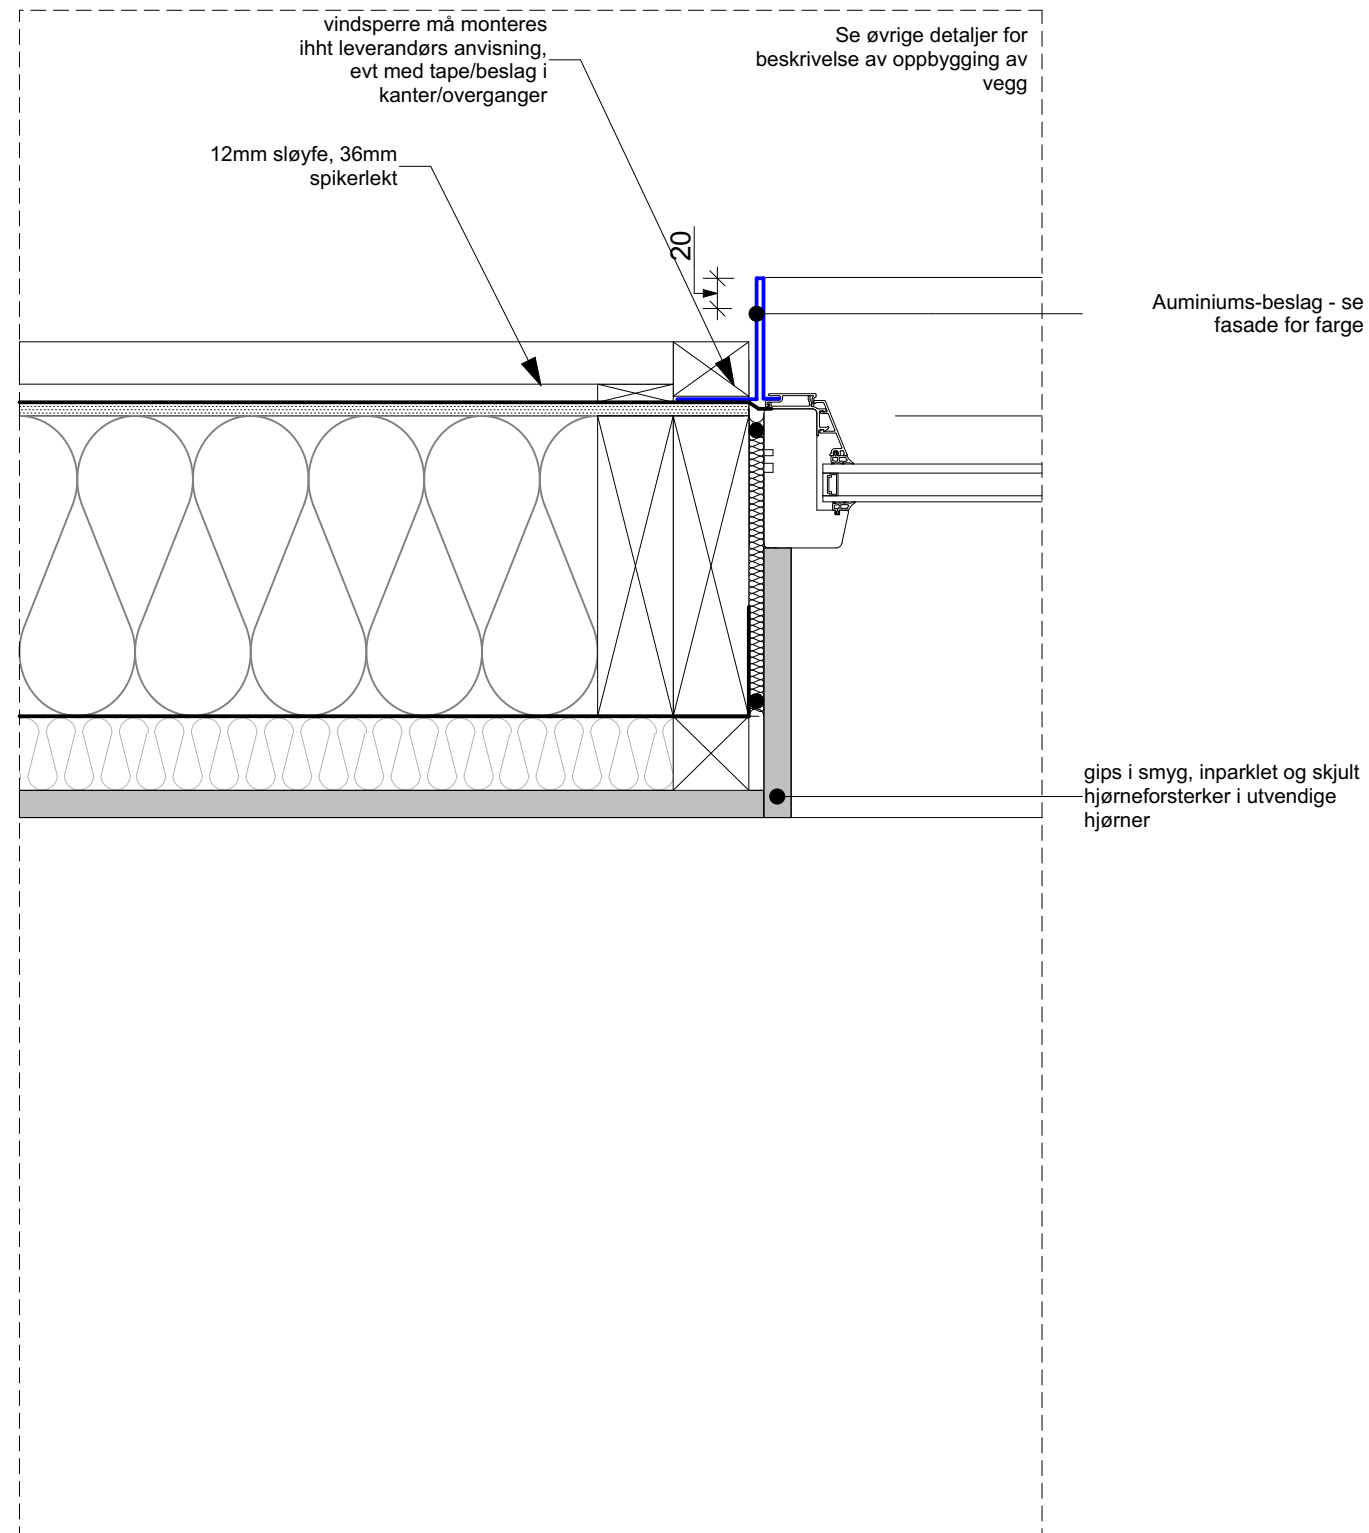 vindsperre må monteres
ihht leverandørs anvisning,
evt med tape/beslag i
kanter/overganger
Se øvrige detaljer for
beskrivelse av oppbygging av
vegg
12mm sløyfe, 36mm
spikerlekt
20
Auminiums-beslag - se
fasade for farge
gips i smyg, inparklet og skjult
hjørneforsterker i utvendige
hjørner